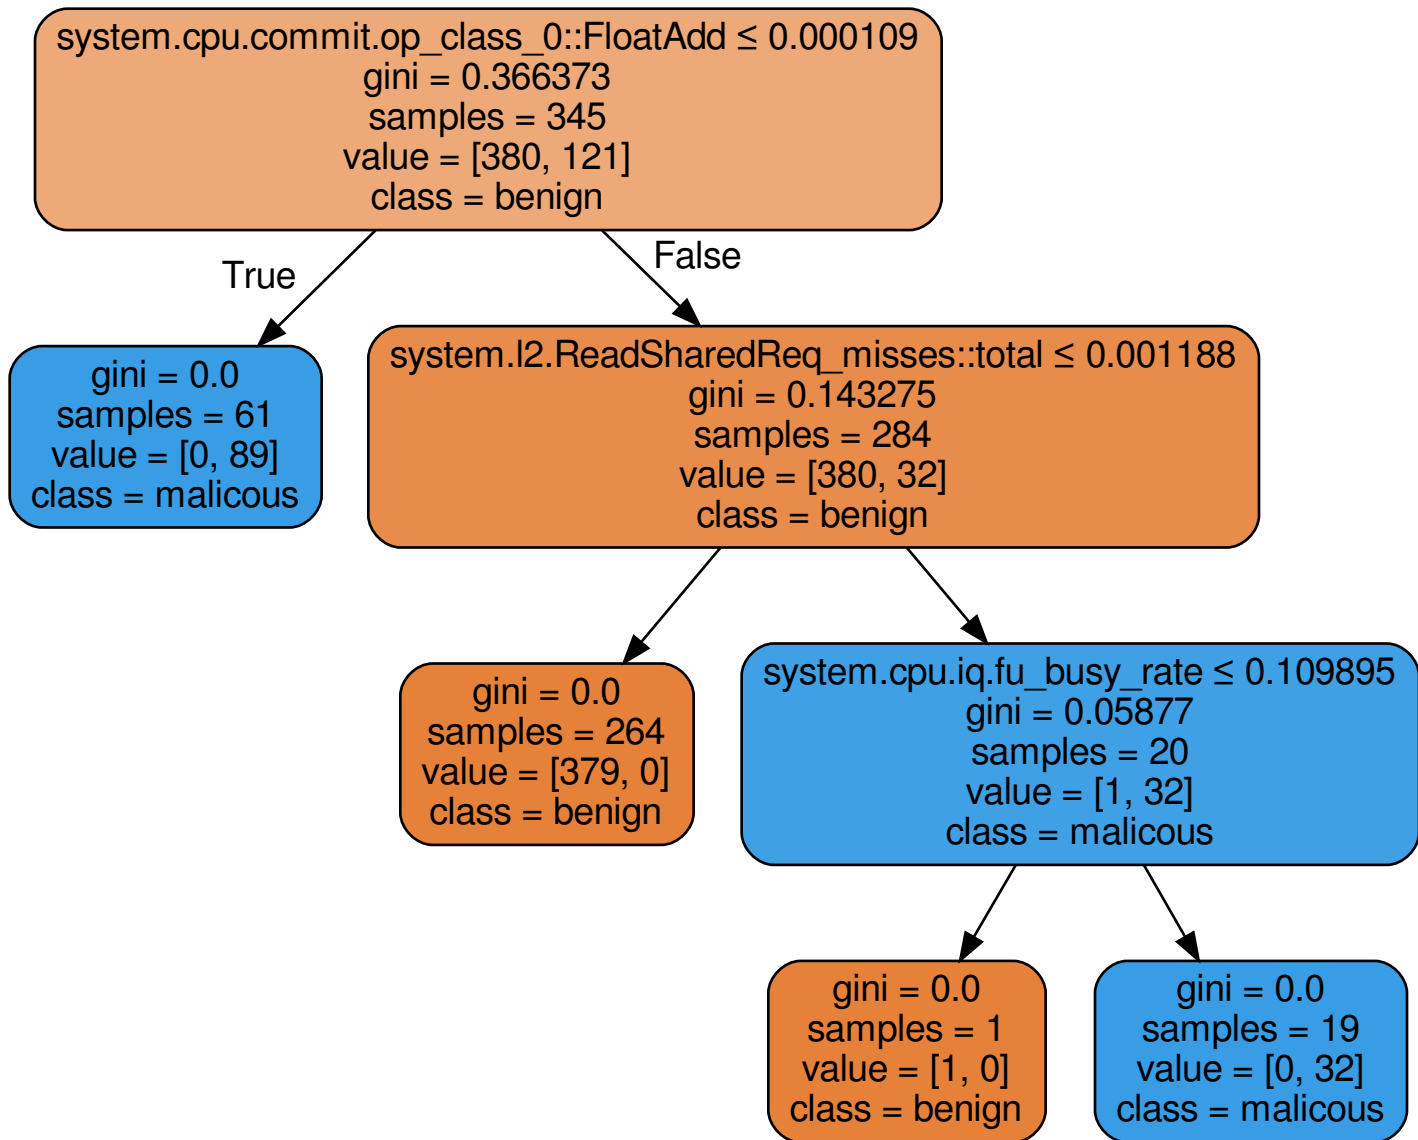 system.cpu.commit.op_class_0::FloatAdd ≤ 0.000109
gini = 0.366373
samples = 345
value = [380, 121]
class = benign
True
False
gini = 0.0
samples = 61
value = [0, 89]
class = malicous
system.l2.ReadSharedReq_misses::total ≤ 0.001188
gini = 0.143275
samples = 284
value = [380, 32]
class = benign
gini = 0.0
samples = 264
value = [379, 0]
class = benign
system.cpu.iq.fu_busy_rate ≤ 0.109895
gini = 0.05877
samples = 20
value = [1, 32]
class = malicous
gini = 0.0
samples = 1
value = [1, 0]
class = benign
gini = 0.0
samples = 19
value = [0, 32]
class = malicous